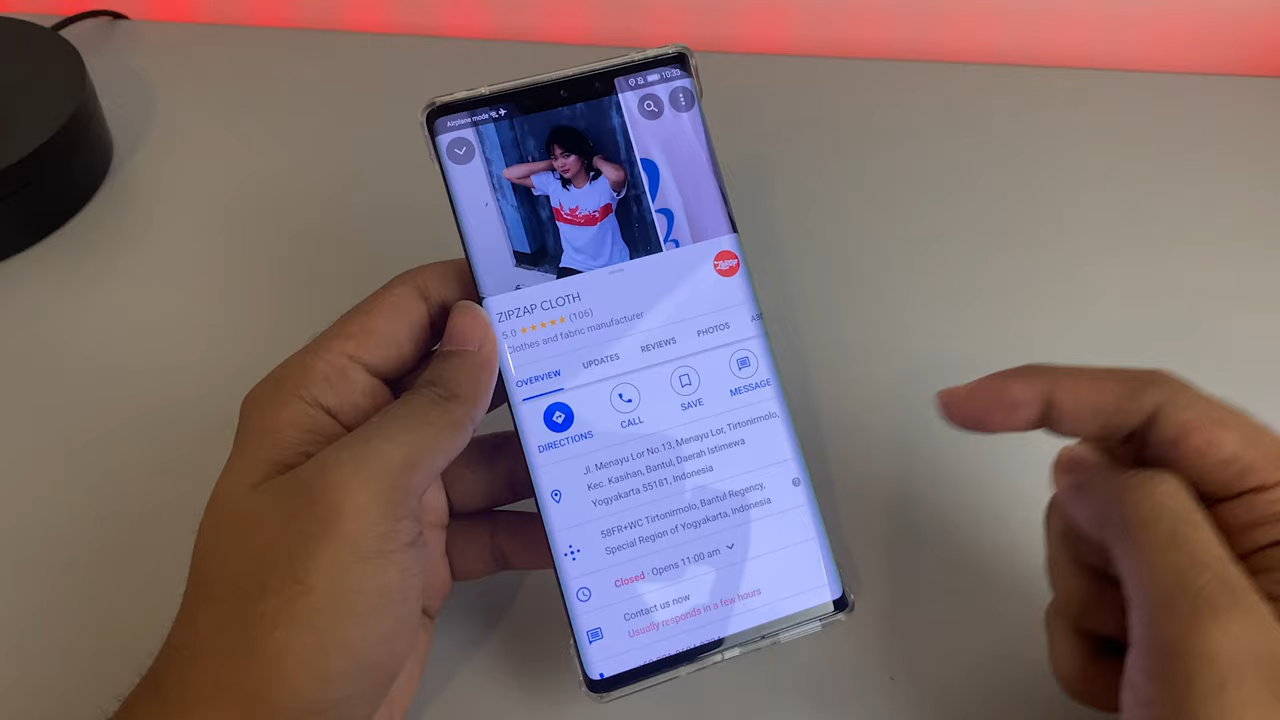 Airplane mode
10:33
ZIPZAP CLOTH
5.0 ★★★★★ (106)
Clothes and fabric manufacturer
OVERVIEW
UPDATES
REVIEWS
PHOTOS
DIRECTIONS
CALL
SAVE
MESSAGE
Jl. Menayu Lor No.13, Menayu Lor, Tirtonirmolo,
Kec. Kasihan, Bantul, Daerah Istimewa
Yogyakarta 55181, Indonesia
58FR+WC Tirtonirmolo, Bantul Regency,
Special Region of Yogyakarta, Indonesia
Closed · Opens 11:00 am
Contact us now
Usually responds in a few hours